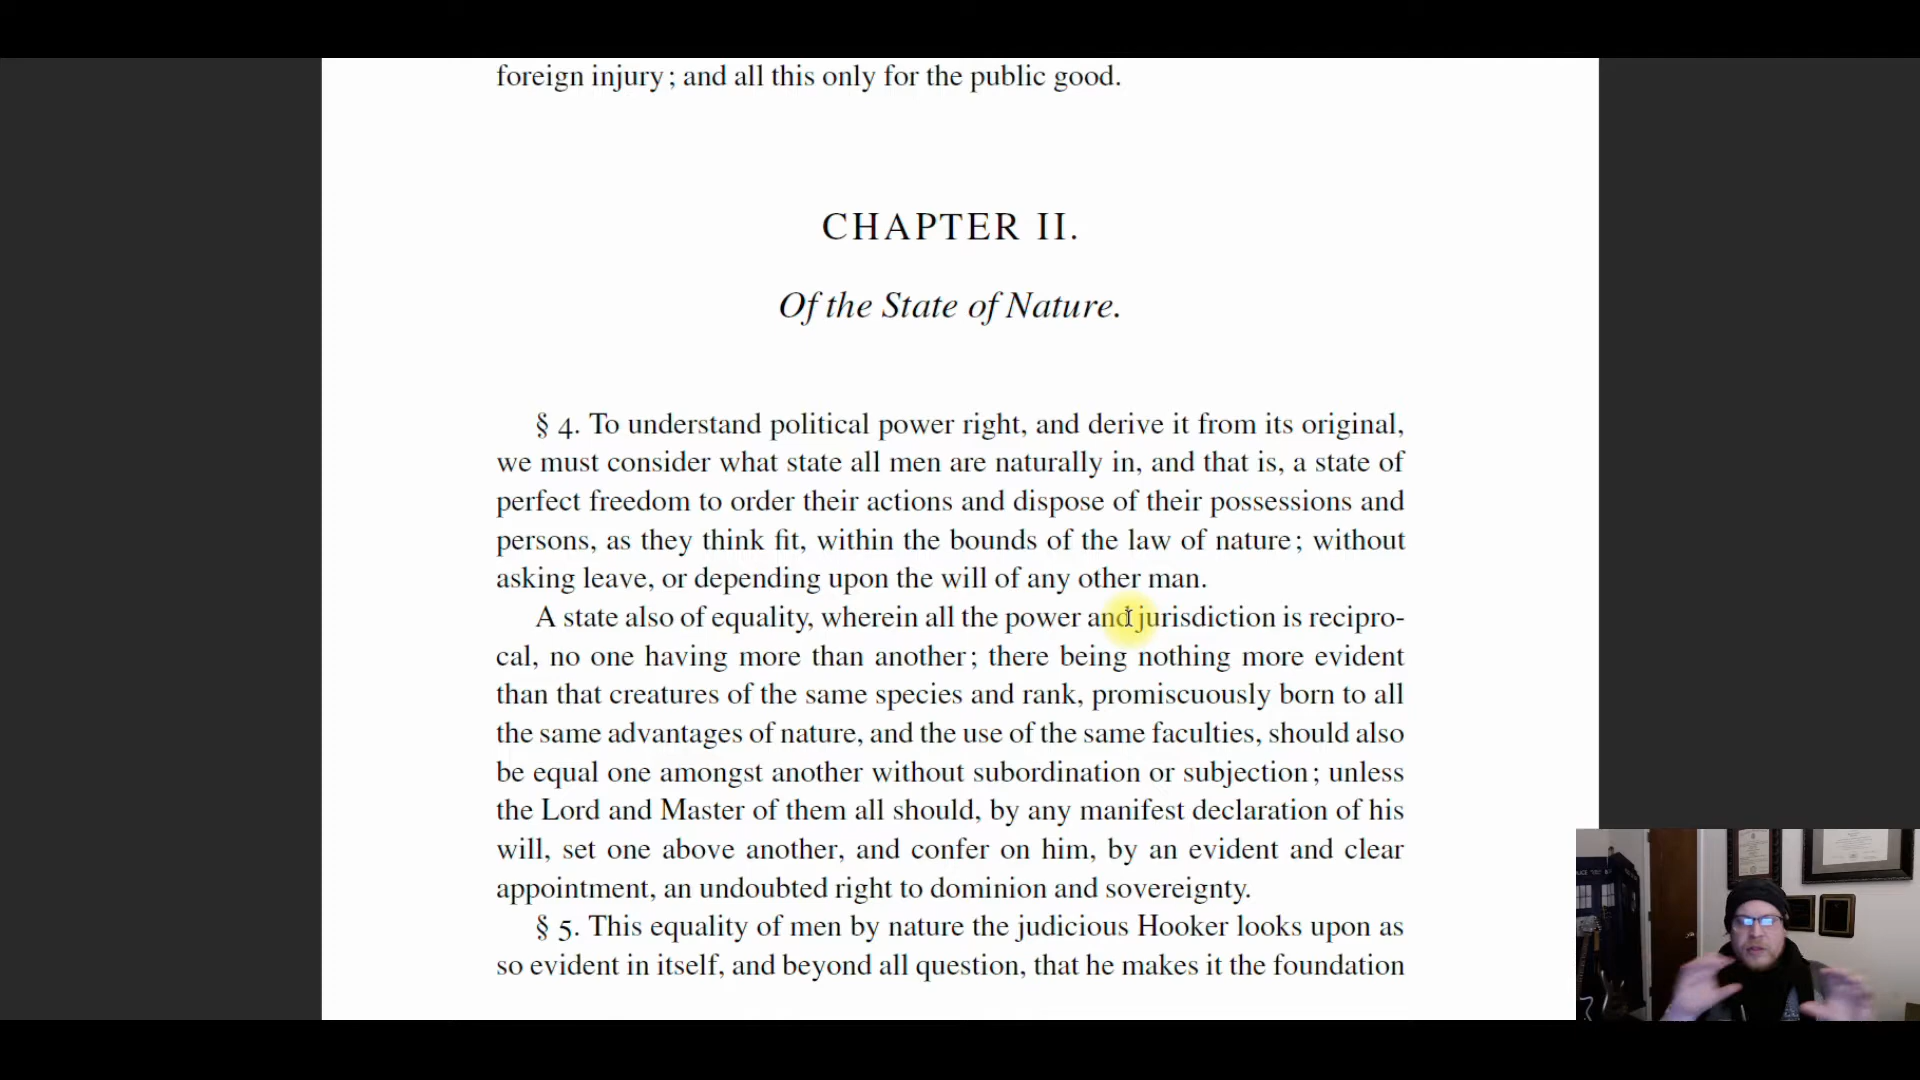 foreign injury; and all this only for the public good.
CHAPTER II.
Of the State of Nature.
§ 4. To understand political power right, and derive it from its original,
we must consider what state all men are naturally in, and that is, a state of
perfect freedom to order their actions and dispose of their possessions and
persons, as they think fit, within the bounds of the law of nature; without
asking leave, or depending upon the will of any other man.
A state also of equality, wherein all the power and jurisdiction is recipro-
cal, no one having more than another; there being nothing more evident
than that creatures of the same species and rank, promiscuously born to all
the same advantages of nature, and the use of the same faculties, should also
be equal one amongst another without subordination or subjection; unless
the Lord and Master of them all should, by any manifest declaration of his
will, set one above another, and confer on him, by an evident and clear
appointment, an undoubted right to dominion and sovereignty.
§ 5. This equality of men by nature the judicious Hooker looks upon as
so evident in itself, and beyond all question, that he makes it the foundation